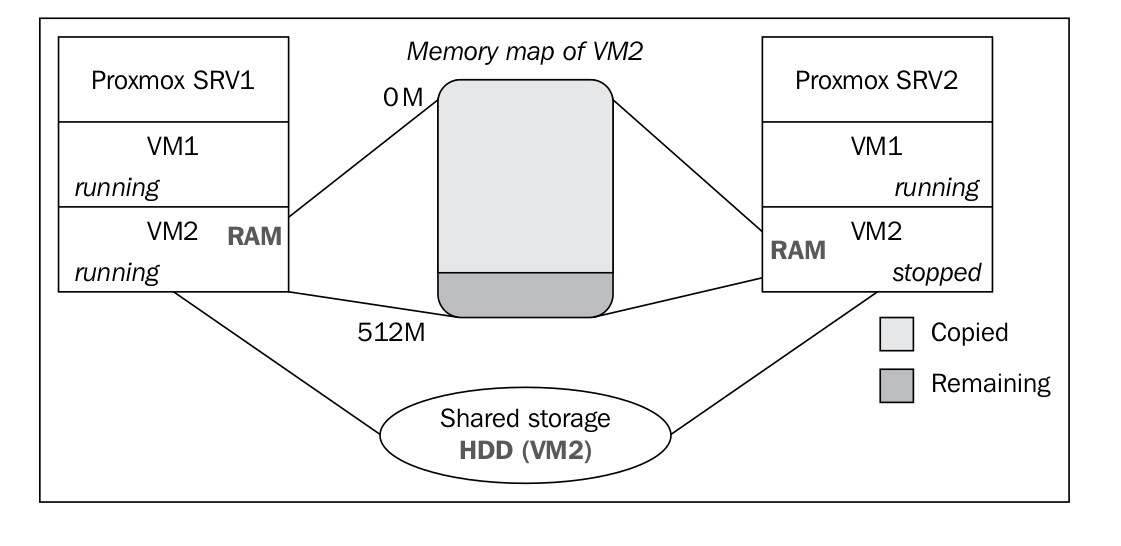 Memory map of VM2
Proxmox SRV1
VM1
running
VM2 RAM
running
0M
512M
Proxmox SRV2
VM1
running
RAM VM2
stopped
Copied
Remaining
Shared storage
HDD (VM2)